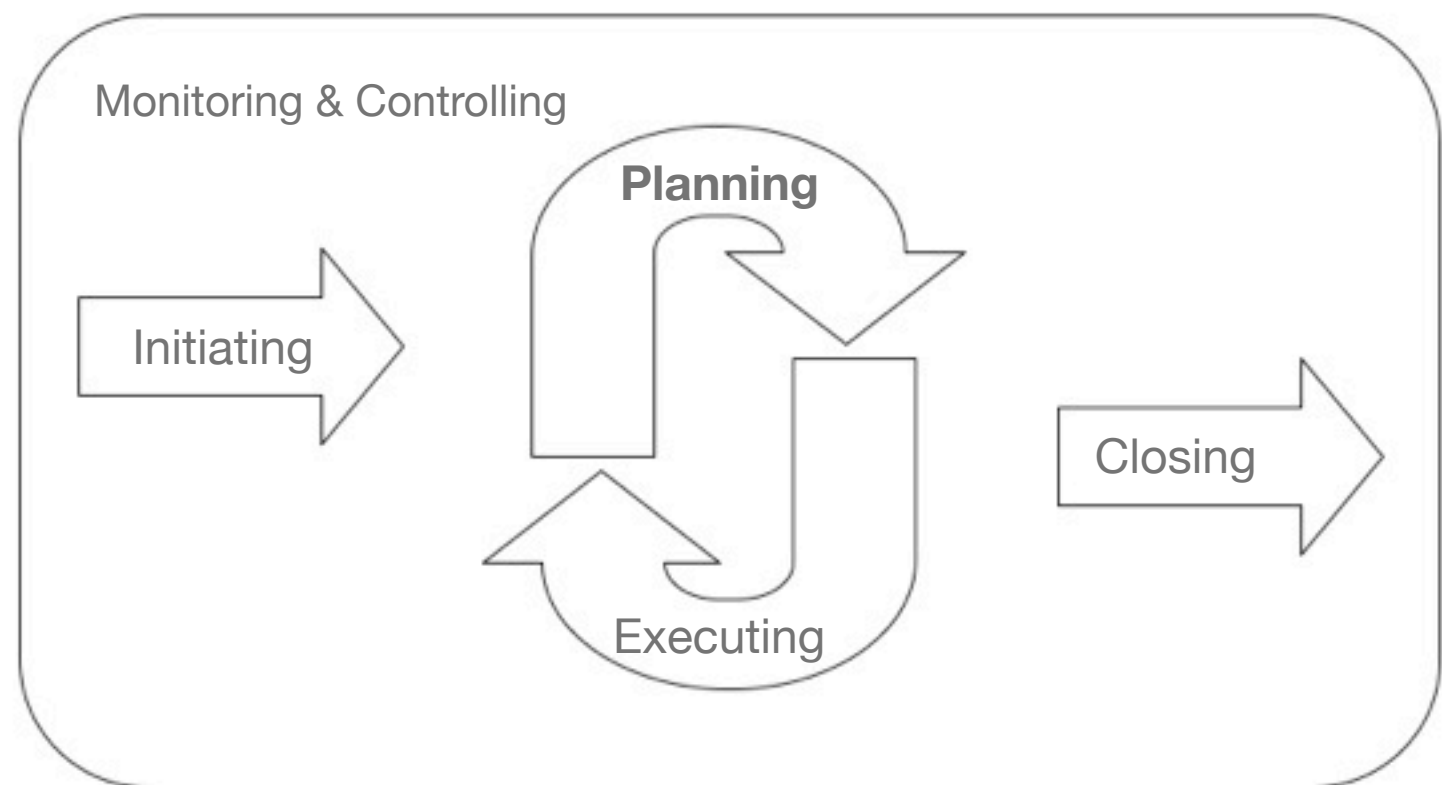 Monitoring & Controlling
Planning
Initiating
Closing
Executing